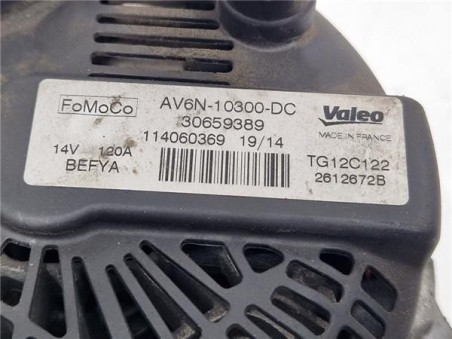 FoMoCo AV6N-10300-DC Valeo
30659389 MADE IN FRANCE
114060369 19/14
14V 120A TG12C122
BEFYA 2612672B